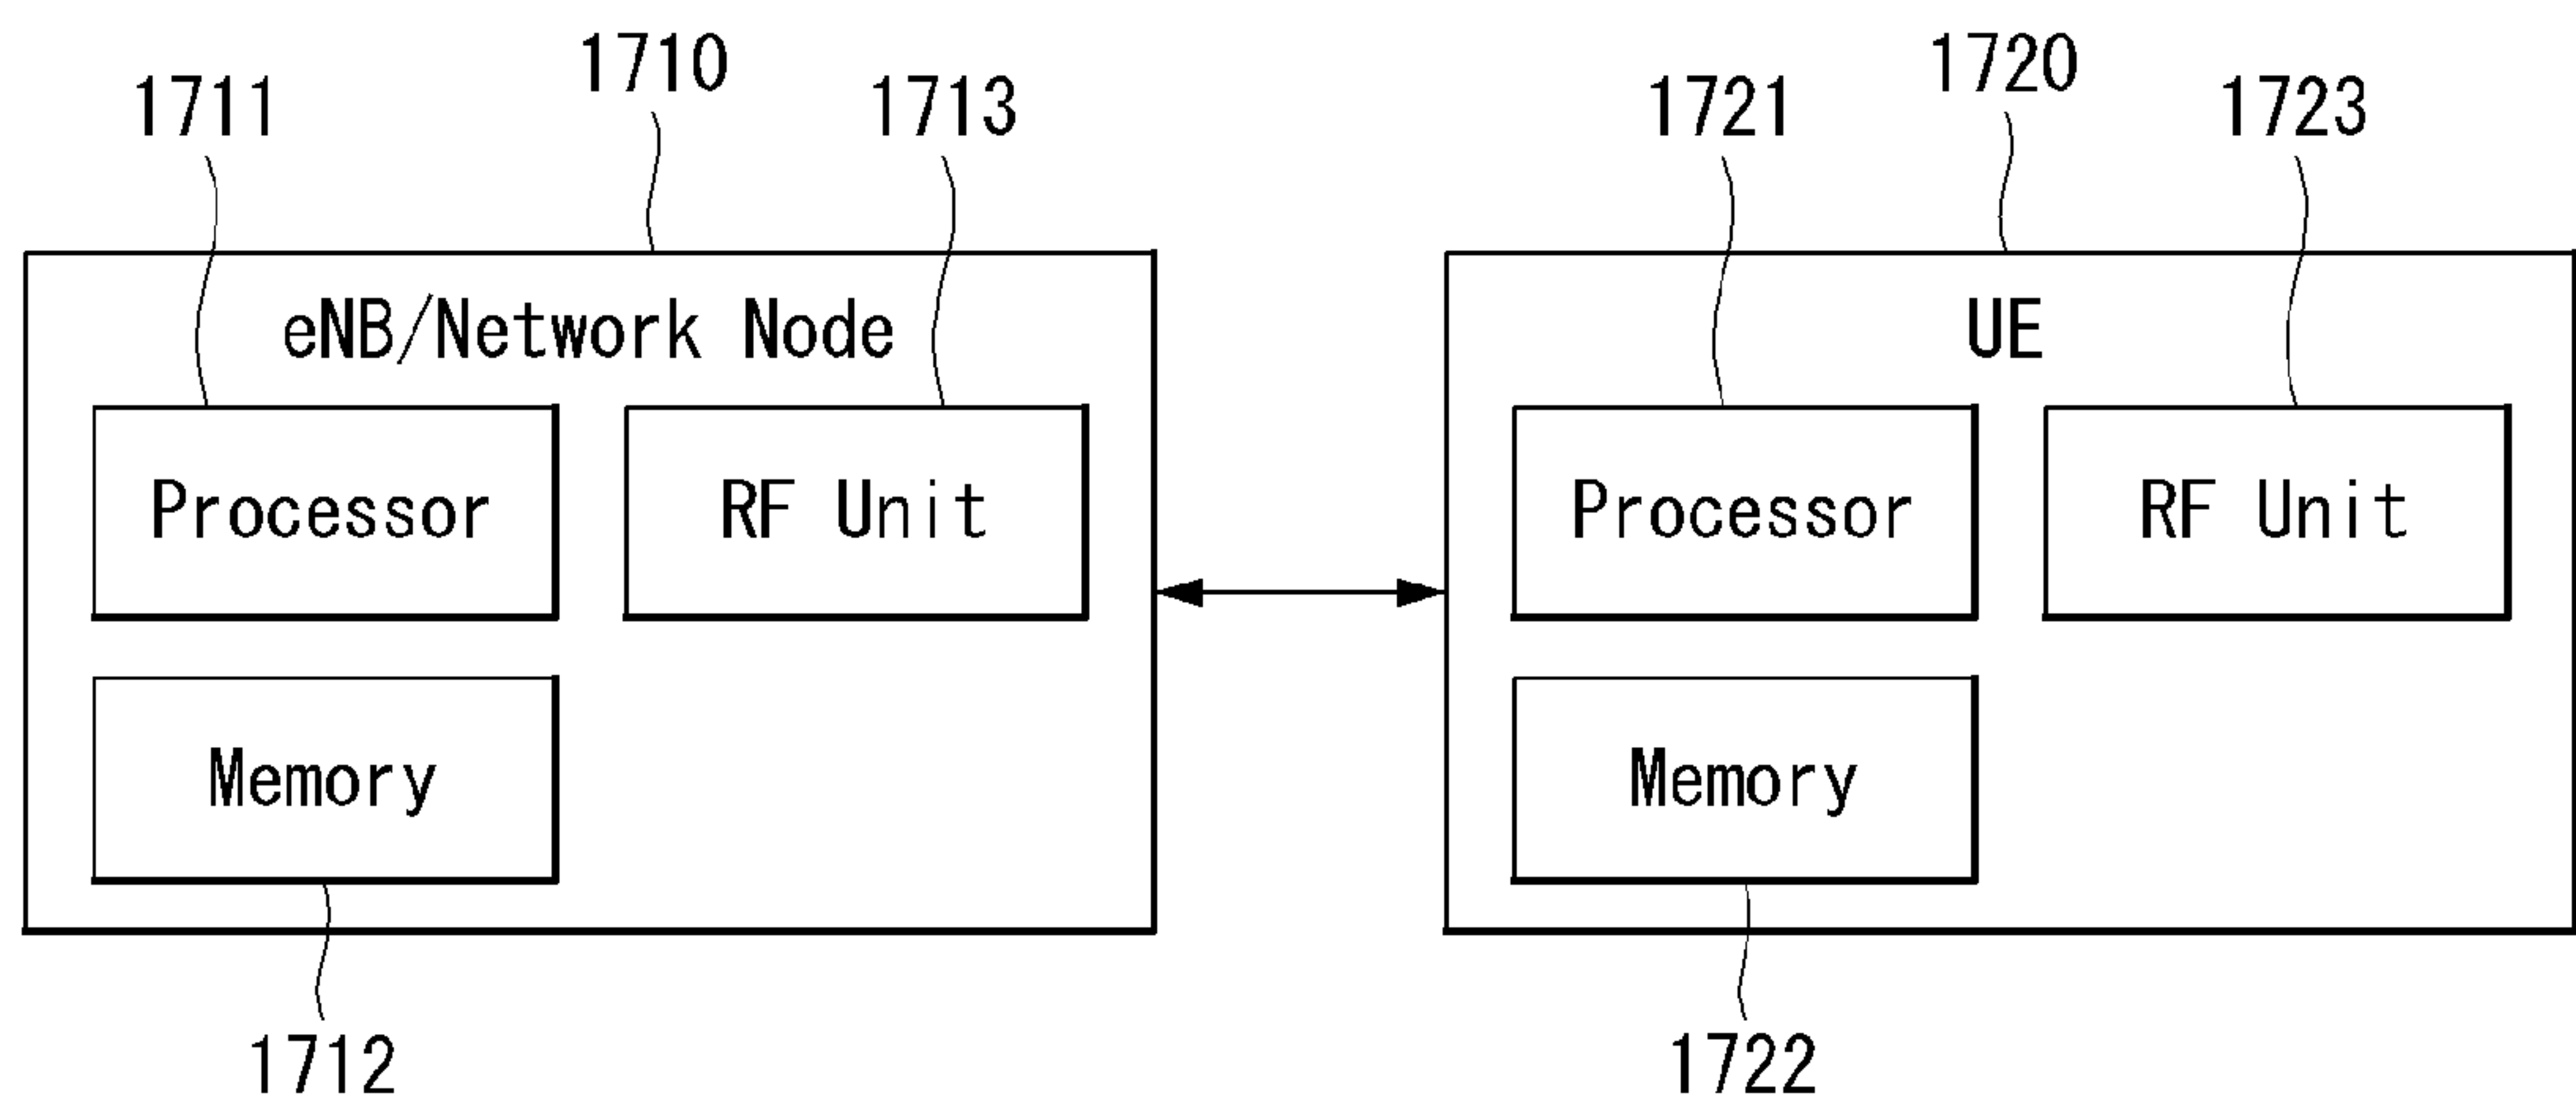 1710 1720
1711 1713 1721 1723
eNB/Network Node UE
Processor RF Unit Processor RF Unit
Memory Memory
1712 1722